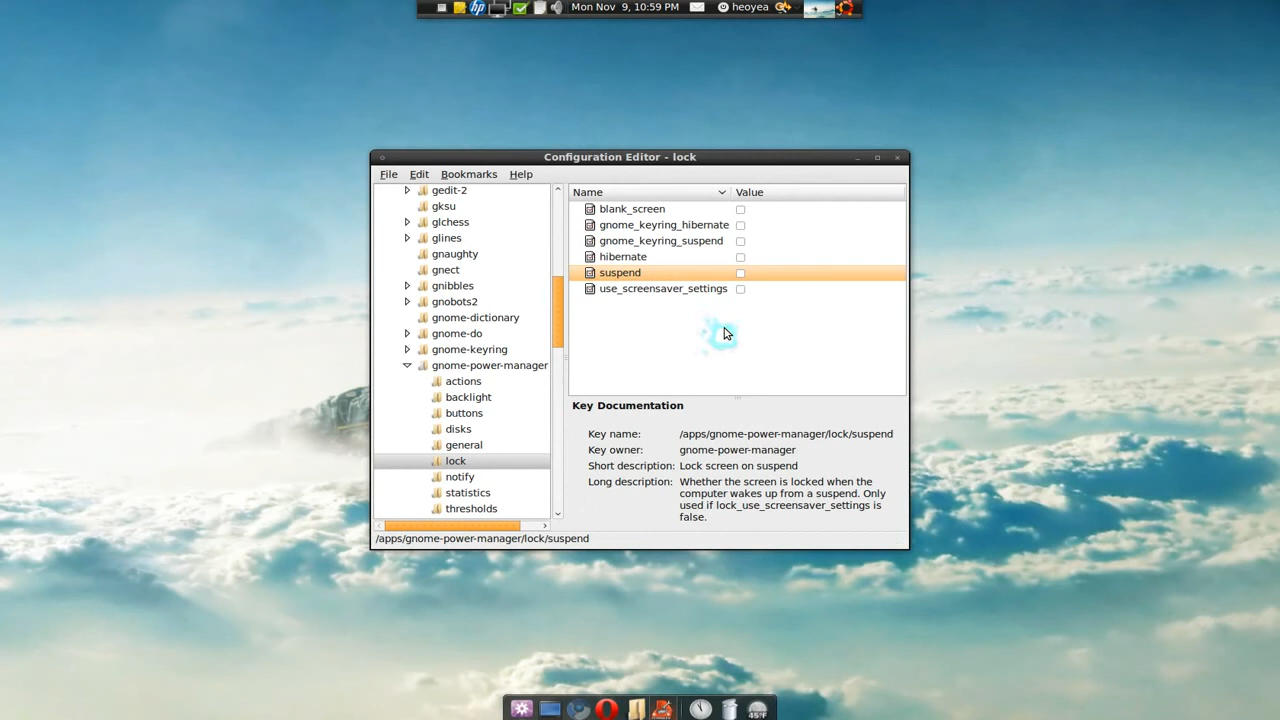 hp
Mon Nov 9, 10:59 PM
heoyea
Configuration Editor - lock
File Edit Bookmarks Help
gedit-2
gksu
glchess
glines
gnaughty
gnect
gnibbles
gnobots2
gnome-dictionary
gnome-do
gnome-keyring
gnome-power-manager
actions
backlight
buttons
disks
general
lock
notify
statistics
thresholds
Name Value
blank_screen
gnome_keyring_hibernate
gnome_keyring_suspend
hibernate
suspend
use_screensaver_settings
Key Documentation
Key name: /apps/gnome-power-manager/lock/suspend
Key owner: gnome-power-manager
Short description: Lock screen on suspend
Long description: Whether the screen is locked when the
computer wakes up from a suspend. Only
used if lock_use_screensaver_settings is
false.
/apps/gnome-power-manager/lock/suspend
45°F